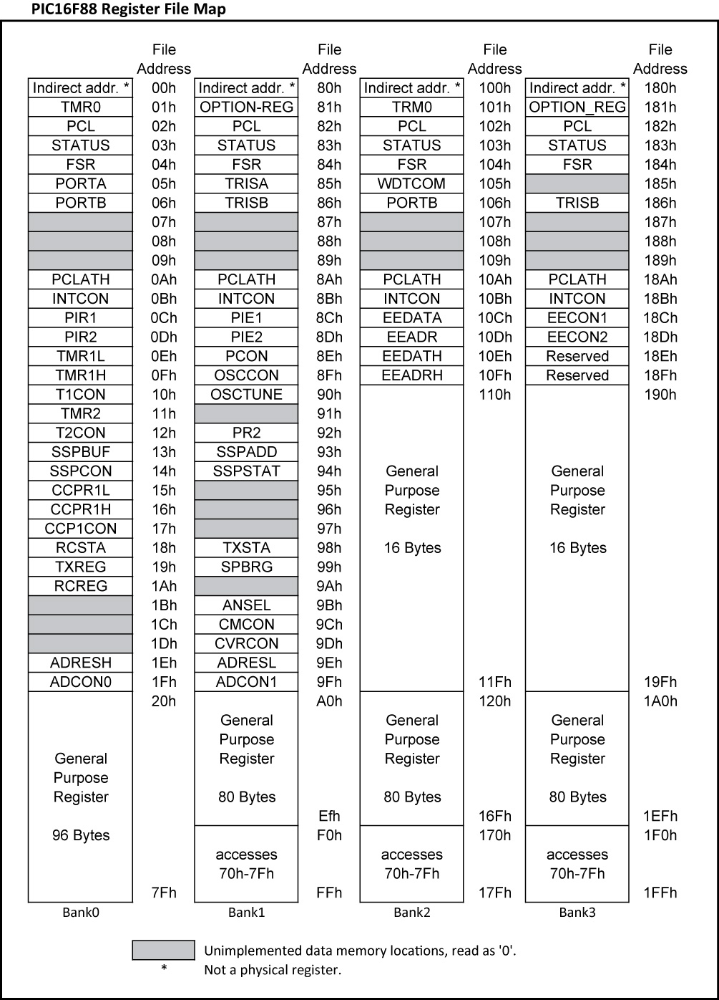 PIC16F88 Register File Map
File File File File
Address Address Address Address
Indirect addr. * 00h Indirect addr. * 80h Indirect addr. * 100h Indirect addr. * 180h
TMR0 01h OPTION-REG 81h TRM0 101h OPTION_REG 181h
PCL 02h PCL 82h PCL 102h PCL 182h
STATUS 03h STATUS 83h STATUS 103h STATUS 183h
FSR 04h FSR 84h FSR 104h FSR 184h
PORTA 05h TRISA 85h WDTCOM 105h 185h
PORTB 06h TRISB 86h PORTB 106h TRISB 186h
07h 87h 107h 187h
08h 88h 108h 188h
09h 89h 109h 189h
PCLATH 0Ah PCLATH 8Ah PCLATH 10Ah PCLATH 18Ah
INTCON 0Bh INTCON 8Bh INTCON 10Bh INTCON 18Bh
PIR1 0Ch PIE1 8Ch EEDATA 10Ch EECON1 18Ch
PIR2 0Dh PIE2 8Dh EEADR 10Dh EECON2 18Dh
TMR1L 0Eh PCON 8Eh EEDATH 10Eh Reserved 18Eh
TMR1H 0Fh OSCCON 8Fh EEADRH 10Fh Reserved 18Fh
T1CON 10h OSCTUNE 90h 110h 190h
TMR2 11h 91h
T2CON 12h PR2 92h
SSPBUF 13h SSPADD 93h
SSPCON 14h SSPSTAT 94h General General
CCPR1L 15h 95h Purpose Purpose
CCPR1H 16h 96h Register Register
CCP1CON 17h 97h
RCSTA 18h TXSTA 98h 16 Bytes 16 Bytes
TXREG 19h SPBRG 99h
RCREG 1Ah 9Ah
1Bh ANSEL 9Bh
1Ch CMCON 9Ch
1Dh CVRCON 9Dh
ADRESH 1Eh ADRESL 9Eh
ADCON0 1Fh ADCON1 9Fh 11Fh 19Fh
20h A0h 120h 1A0h
General General General
Purpose Purpose Purpose
General Register Register Register
Purpose
Register 80 Bytes 80 Bytes 80 Bytes
Efh 16Fh 1EFh
96 Bytes F0h 170h 1F0h
accesses accesses accesses
70h-7Fh 70h-7Fh 70h-7Fh
7Fh FFh 17Fh 1FFh
Bank0 Bank1 Bank2 Bank3
Unimplemented data memory locations, read as '0'.
* Not a physical register.